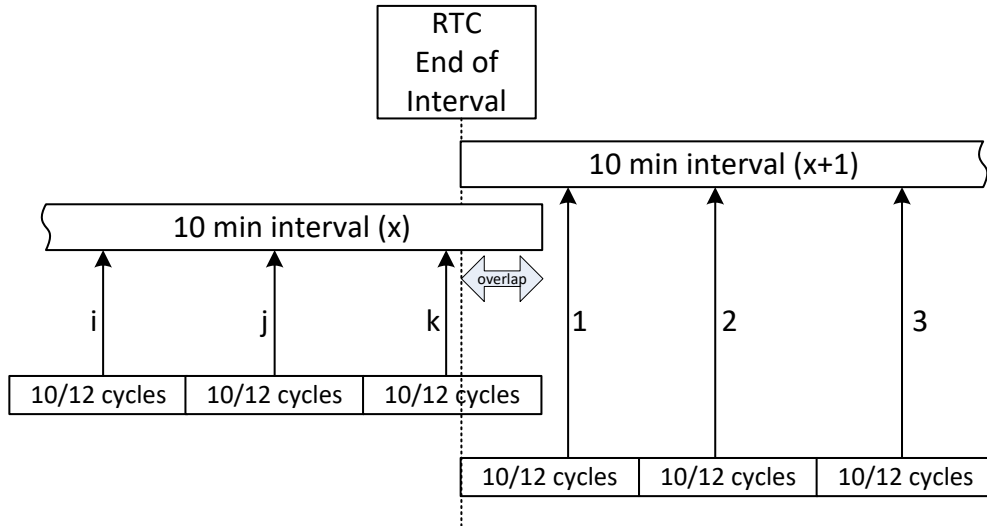 RTC
End of
Interval
10 min interval (x+1)
10 min interval (x)
overlap
i
j
k
1
2
3
10/12 cycles
10/12 cycles
10/12 cycles
10/12 cycles
10/12 cycles
10/12 cycles